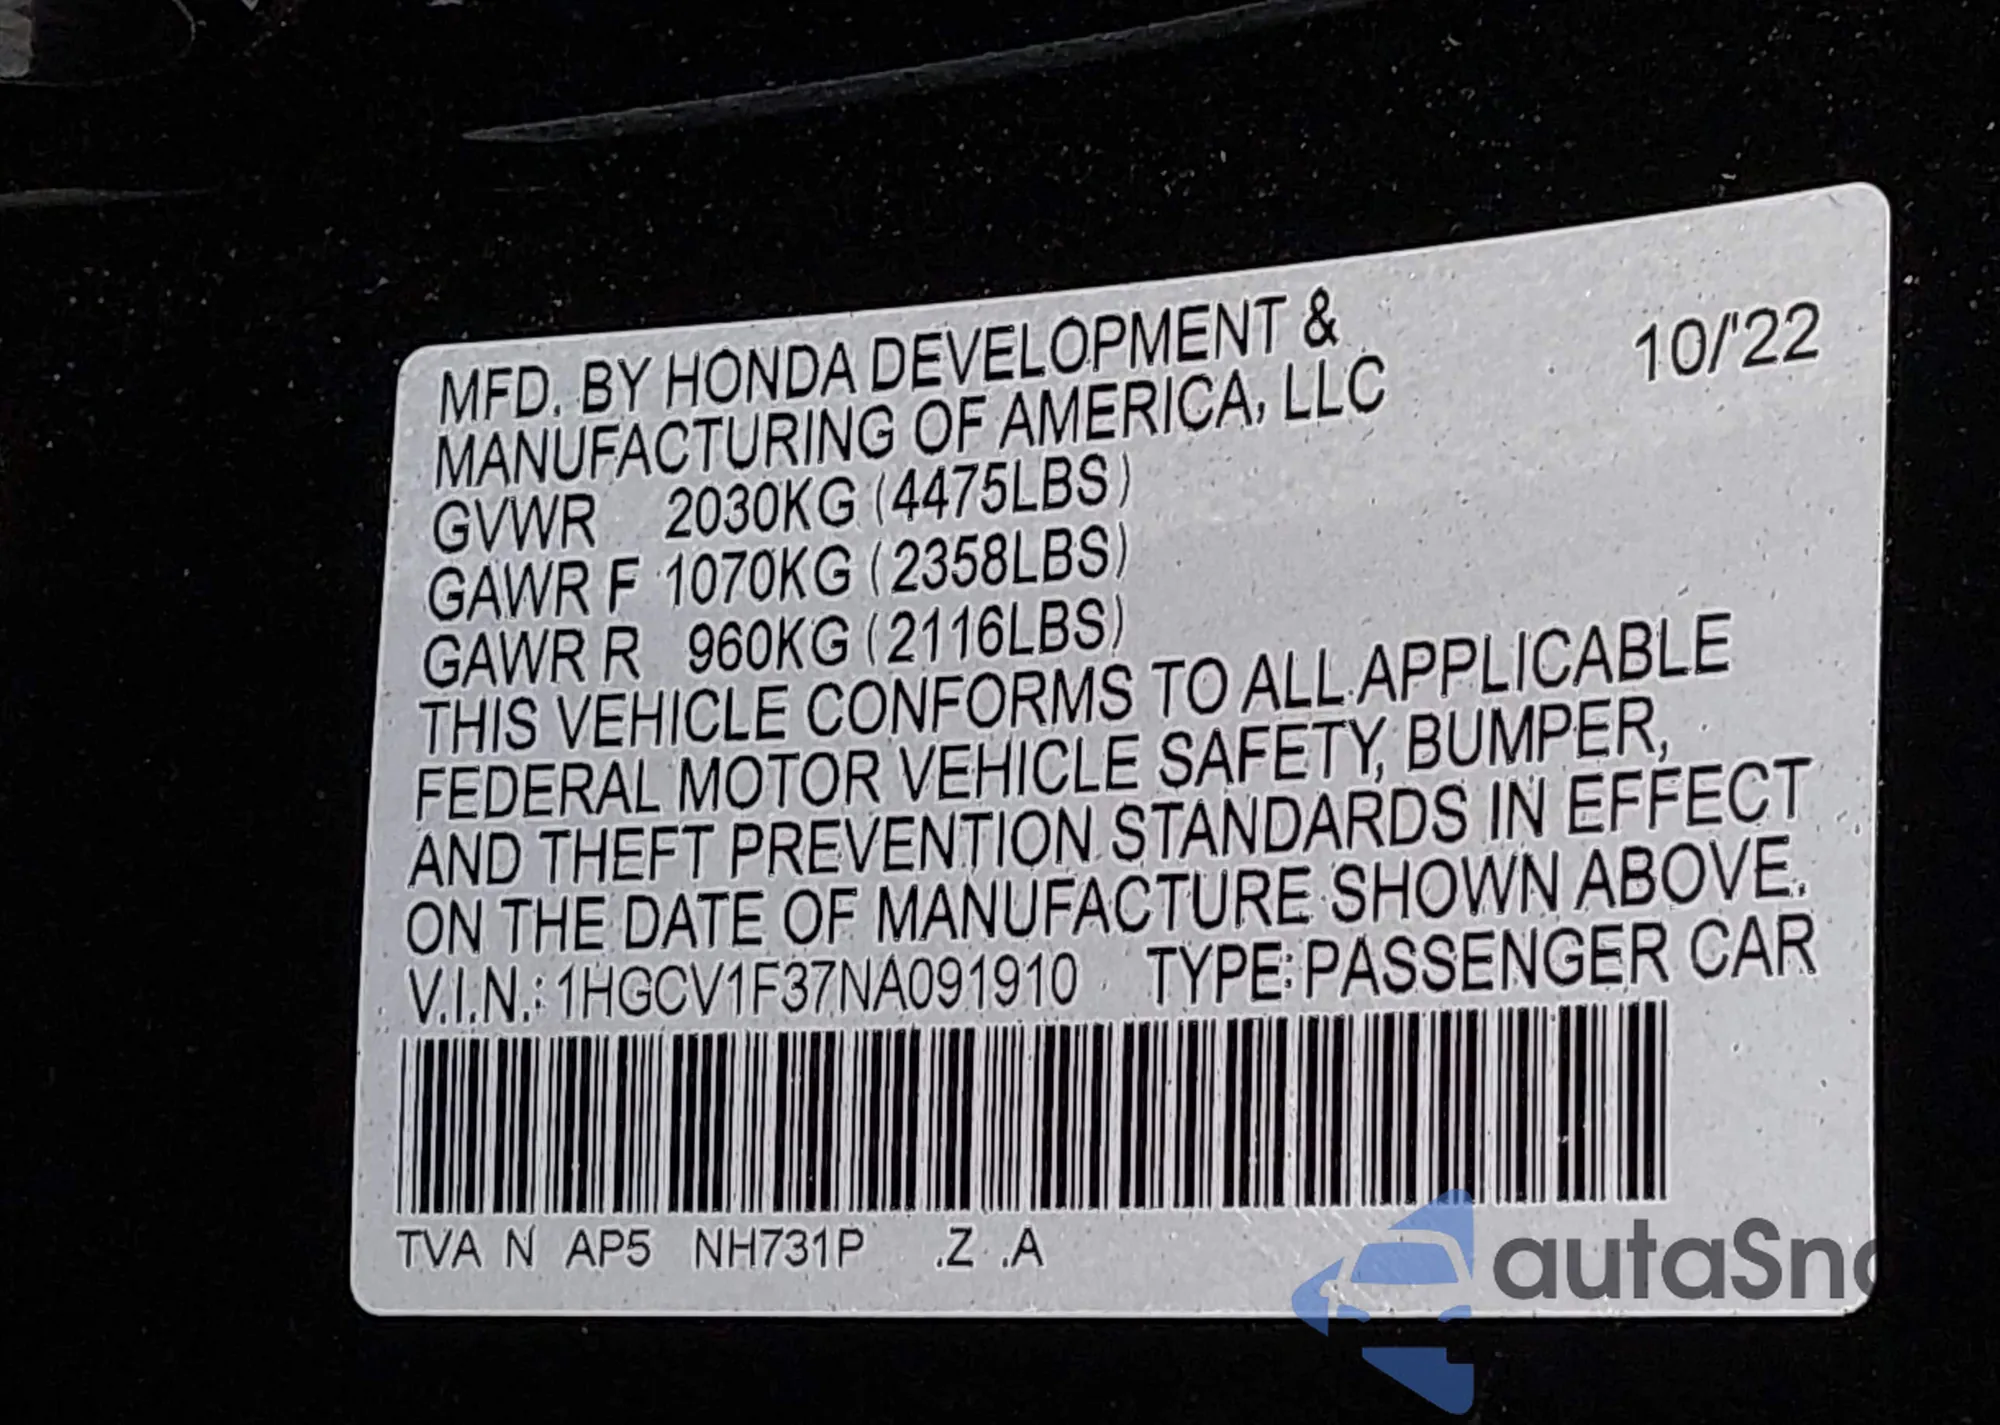 MFD. BY HONDA DEVELOPMENT & 10/'22
MANUFACTURING OF AMERICA, LLC
GVWR 2030KG (4475LBS)
GAWR F 1070KG (2358LBS)
GAWR R 960KG (2116LBS)
THIS VEHICLE CONFORMS TO ALL APPLICABLE
FEDERAL MOTOR VEHICLE SAFETY, BUMPER,
AND THEFT PREVENTION STANDARDS IN EFFECT
ON THE DATE OF MANUFACTURE SHOWN ABOVE.
V.I.N.: 1HGCV1F37NA091910 TYPE: PASSENGER CAR
TVA N AP5 NH731P .Z .A